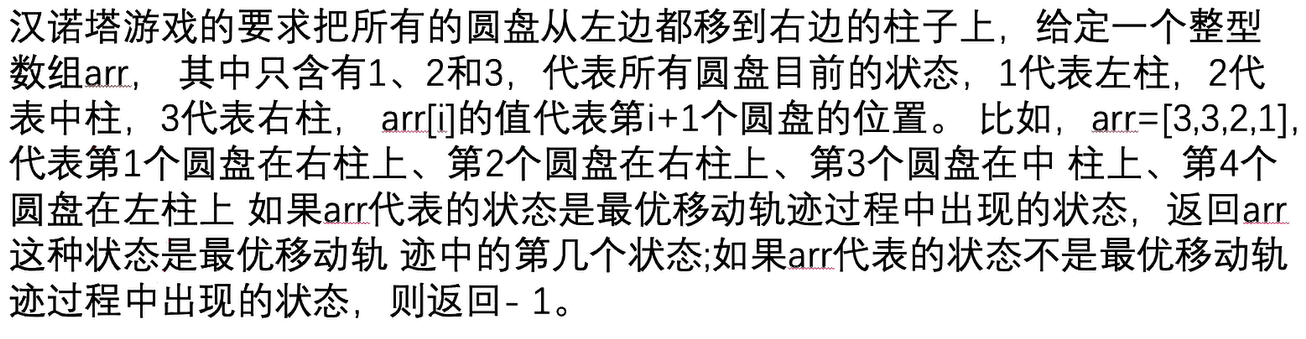 汉诺塔游戏的要求把所有的圆盘从左边都移到右边的柱子上，给定一个整型
数组arr， 其中只含有1、2和3，代表所有圆盘目前的状态，1代表左柱，2代
表中柱，3代表右柱， arr[i]的值代表第i+1个圆盘的位置。 比如，arr=[3,3,2,1],
代表第1个圆盘在右柱上、第2个圆盘在右柱上、第3个圆盘在中 柱上、第4个
圆盘在左柱上 如果arr代表的状态是最优移动轨迹过程中出现的状态，返回arr
这种状态是最优移动轨 迹中的第几个状态;如果arr代表的状态不是最优移动轨
迹过程中出现的状态，则返回- 1。